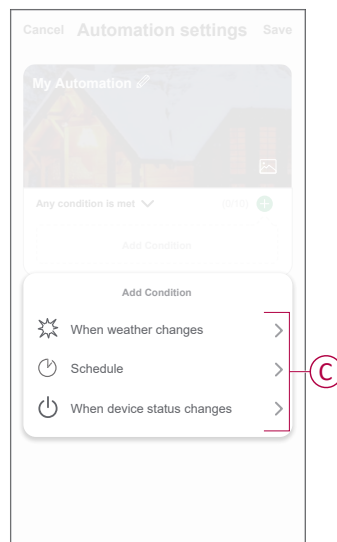 Cancel Automation settings Save
My Automation
Any condition is met (0/10)
Add Condition
Add Condition
When weather changes
Schedule
When device status changes
C